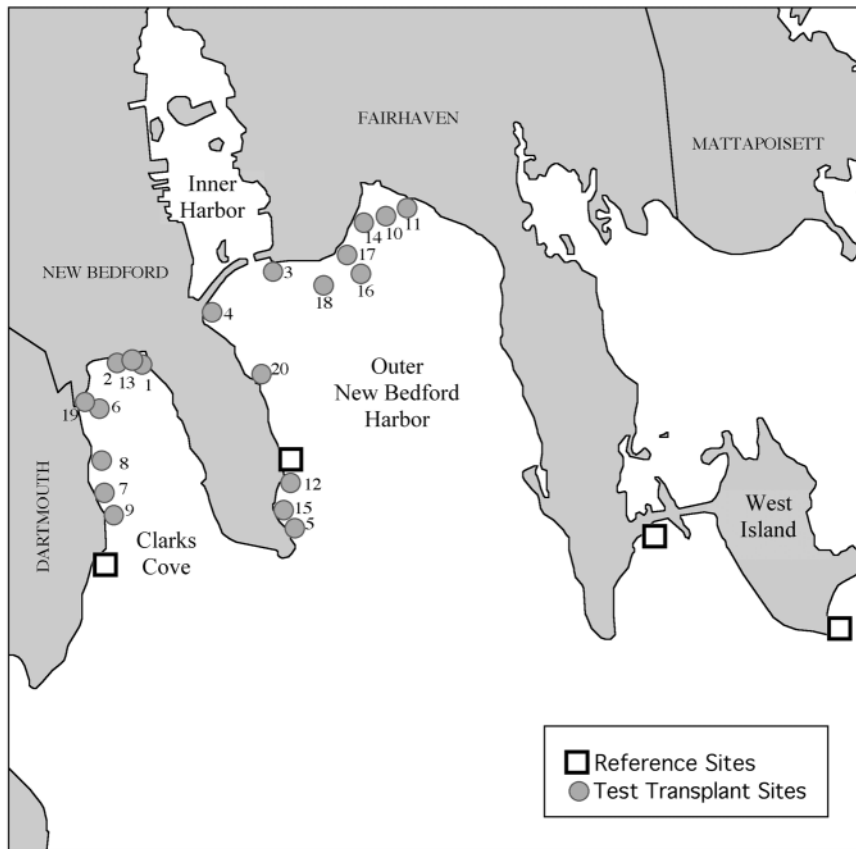 FAIRHAVEN
MATTAPOISETT
Inner
Harbor
11
14
10
17
3
16
18
NEW BEDFORD
4
2
13
1
20
Outer
New Bedford
Harbor
19
6
8
12
7
9
15
5
West
Island
Clarks
Cove
DARTMOUTH
Reference Sites
Test Transplant Sites